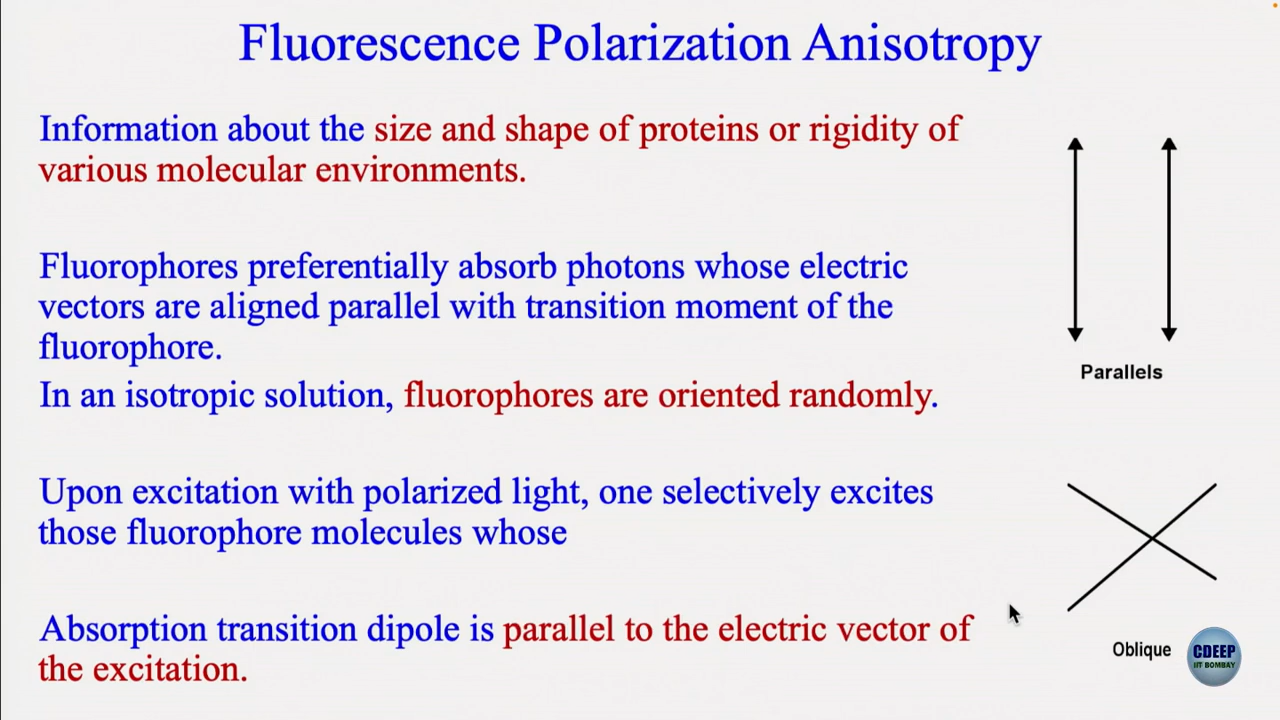 Fluorescence Polarization Anisotropy
Information about the size and shape of proteins or rigidity of
various molecular environments.
Fluorophores preferentially absorb photons whose electric
vectors are aligned parallel with transition moment of the
fluorophore.
In an isotropic solution, fluorophores are oriented randomly.
Upon excitation with polarized light, one selectively excites
those fluorophore molecules whose
Absorption transition dipole is parallel to the electric vector of
the excitation.
Parallels
Oblique
CDEEP
IIT BOMBAY